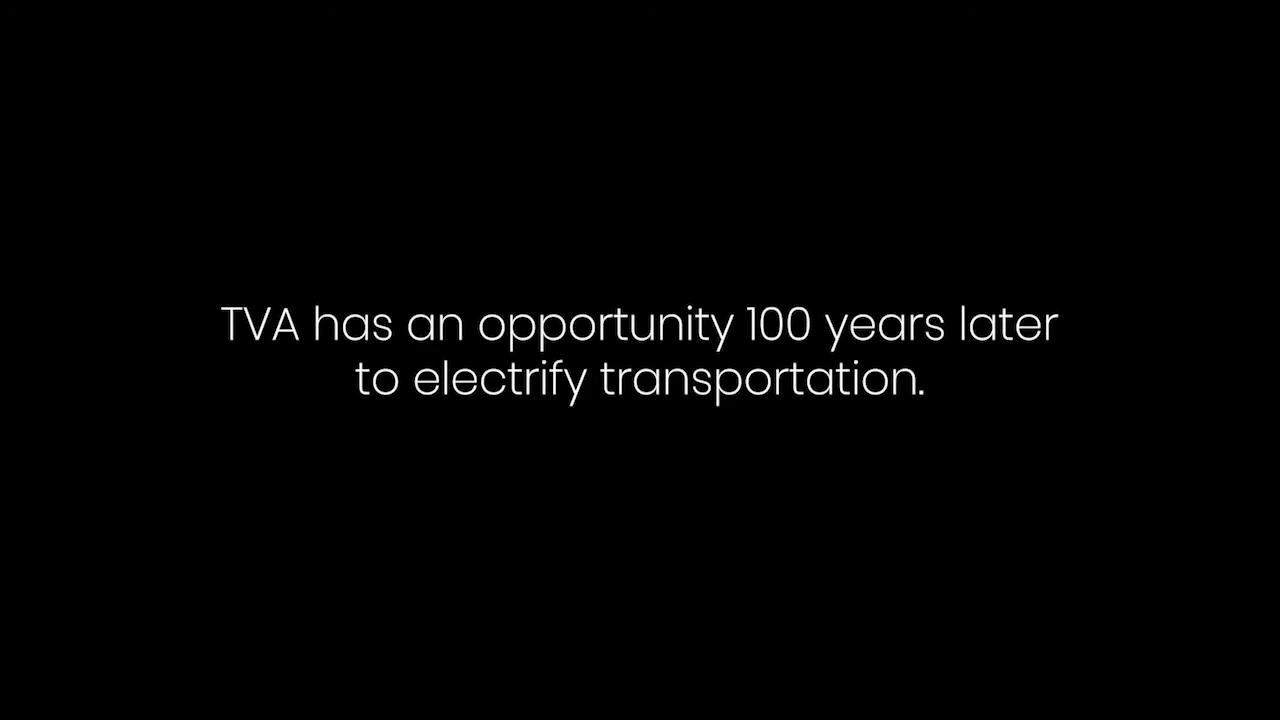 TVA has an opportunity 100 years later
to electrify transportation.